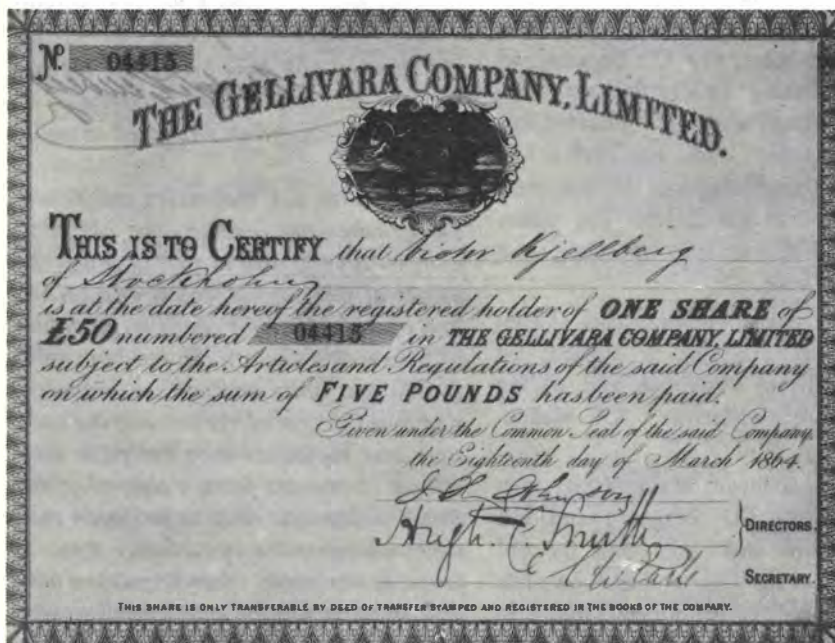 No. 04415
THE GELLIVARA COMPANY, LIMITED.
THIS IS TO CERTIFY that Kjellberg
of Stockholm
is at the date hereof the registered holder of ONE SHARE of
£50 numbered 04415 in THE GELLIVARA COMPANY, LIMITED
subject to the Articles and Regulations of the said Company
on which the sum of FIVE POUNDS has been paid.
Given under the Common Seal of the said Company
the Eighteenth day of March 1864.
Johnson
Hugh. C. Smith
DIRECTORS.
SECRETARY.
THIS SHARE IS ONLY TRANSFERABLE BY DEED OF TRANSFER STAMPED AND REGISTERED IN THE BOOKS OF THE COMPANY.